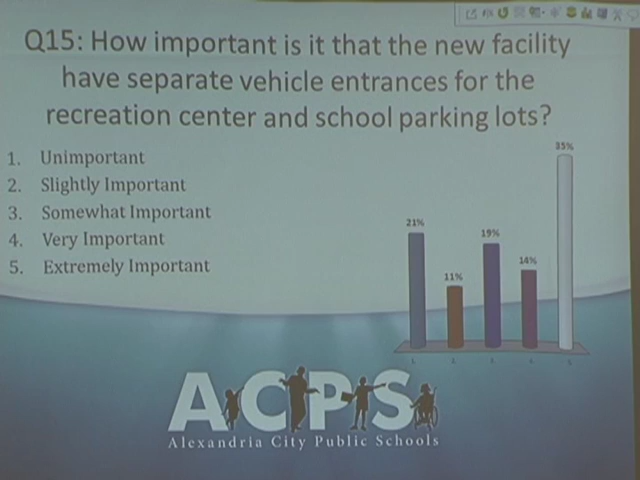 Q15: How important is it that the new facility
have separate vehicle entrances for the
recreation center and school parking lots?
1. Unimportant
2. Slightly Important
3. Somewhat Important
4. Very Important
5. Extremely Important
21%
11%
19%
14%
35%
ACPS
Alexandria City Public Schools